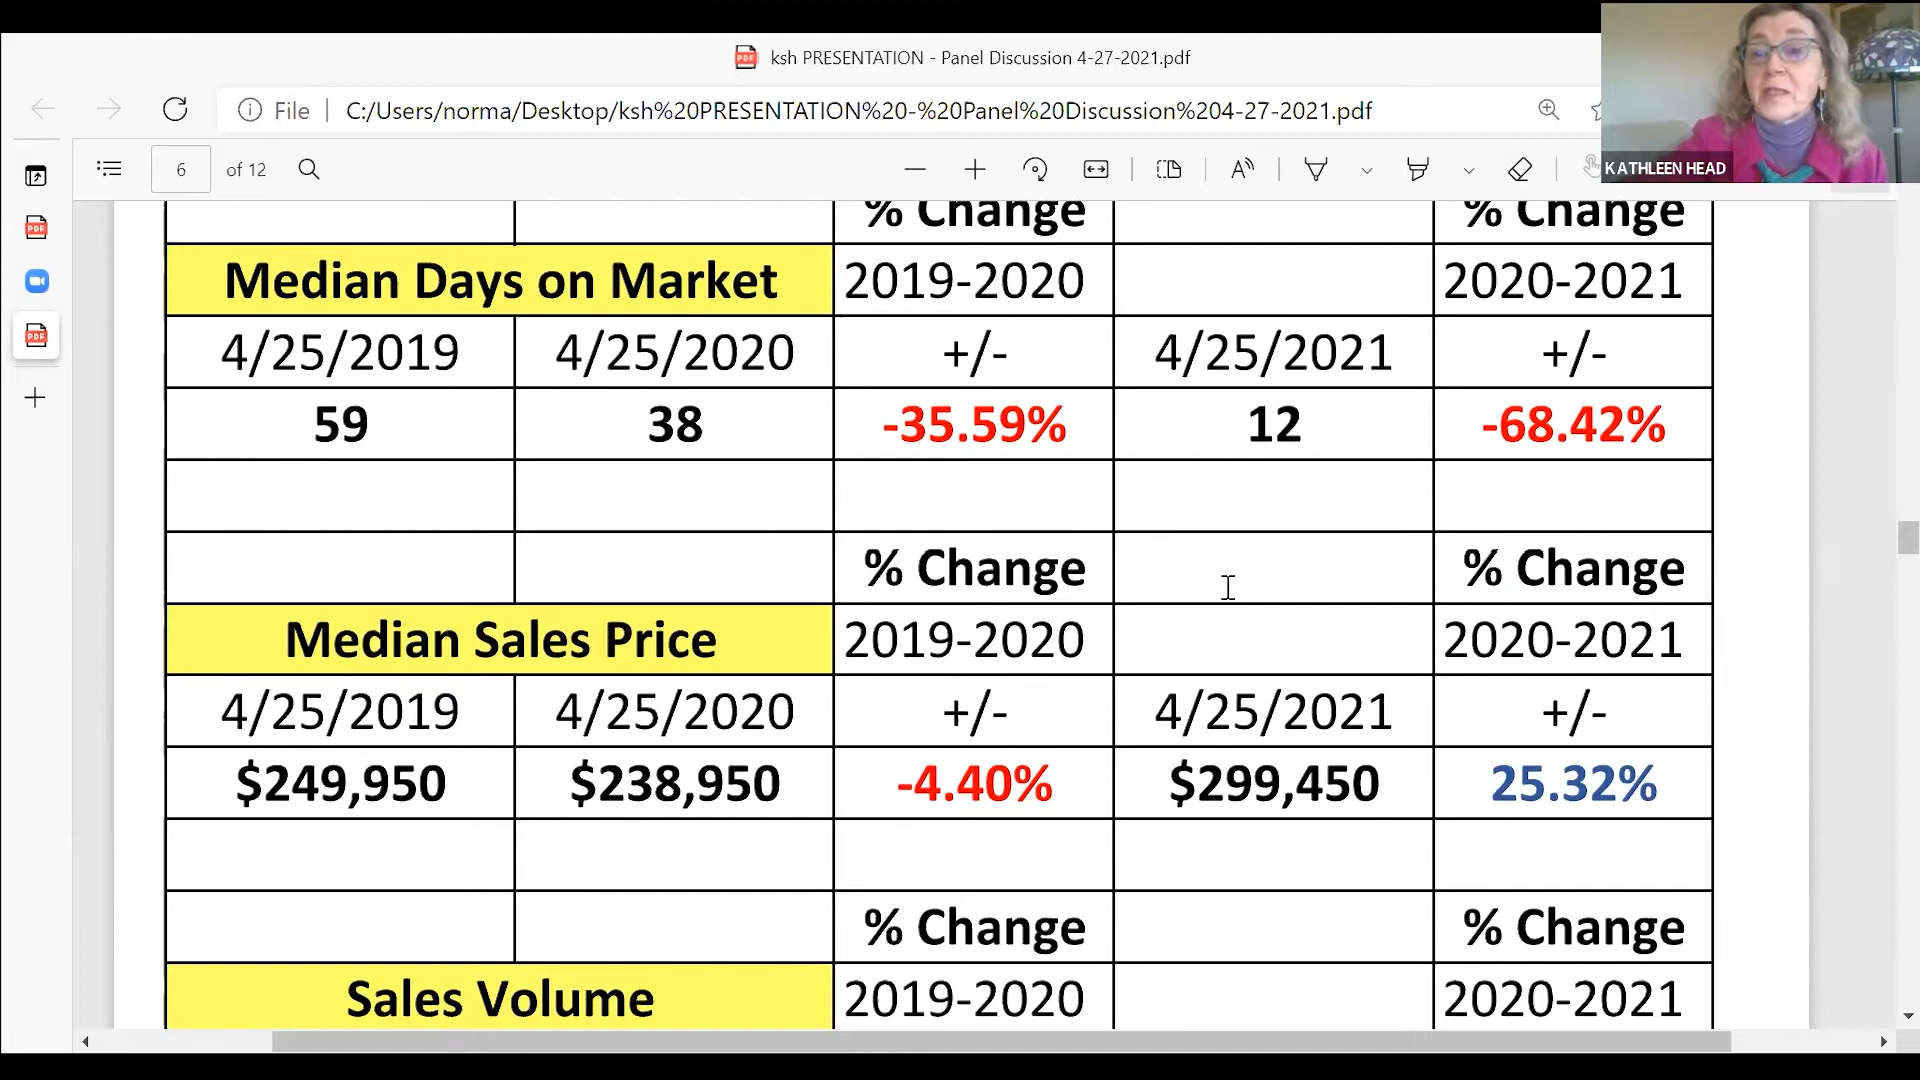 ksh PRESENTATION - Panel Discussion 4-27-2021.pdf
File | C:/Users/norma/Desktop/ksh%20PRESENTATION%20-%20Panel%20Discussion%204-27-2021.pdf
KATHLEEN HEAD
6 of 12
% Change % Change
Median Days on Market 2019-2020 2020-2021
4/25/2019 4/25/2020 +/- 4/25/2021 +/-
59 38 -35.59% 12 -68.42%
% Change % Change
Median Sales Price 2019-2020 2020-2021
4/25/2019 4/25/2020 +/- 4/25/2021 +/-
$249,950 $238,950 -4.40% $299,450 25.32%
% Change % Change
Sales Volume 2019-2020 2020-2021